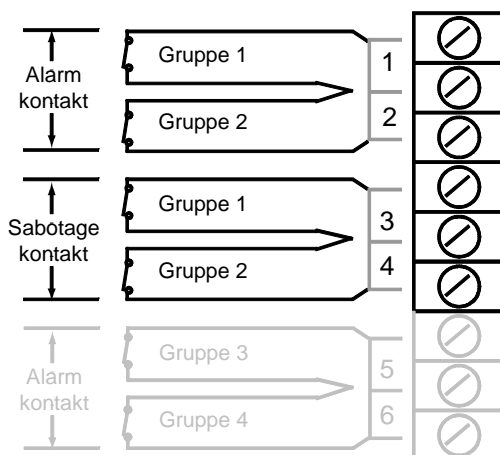 Gruppe 1
1
Alarm
kontakt
Gruppe 2
2
Gruppe 1
3
Sabotage
kontakt
Gruppe 2
4
Gruppe 3
5
Alarm
kontakt
Gruppe 4
6